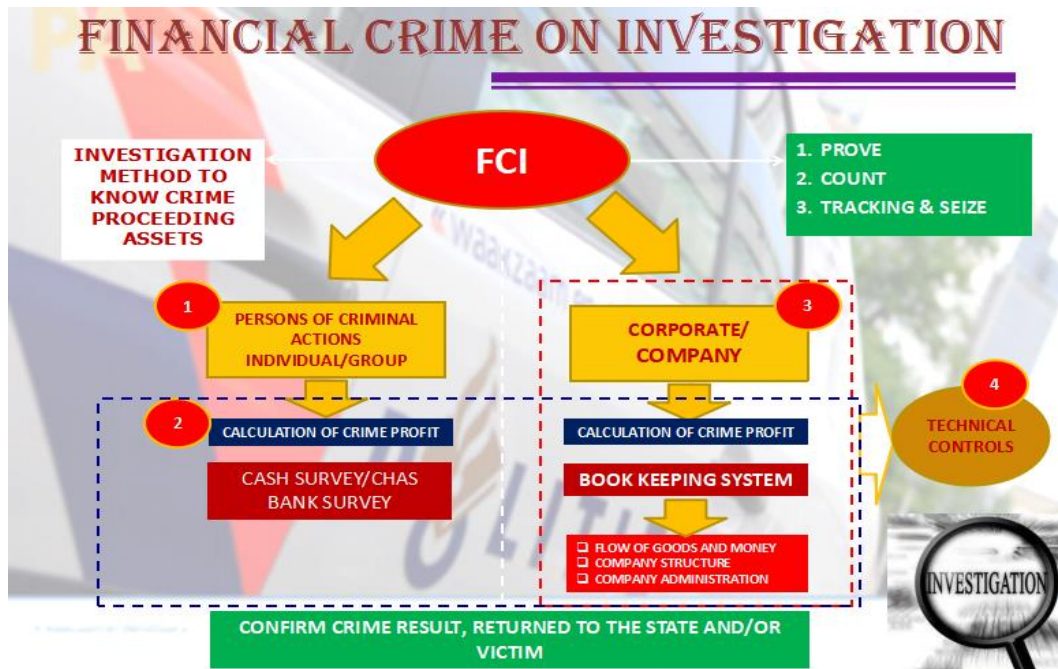 FINANCIAL CRIME ON INVESTIGATION
PA
FCI
INVESTIGATION
METHOD TO
KNOW CRIME
PROCEEDING
ASSETS
1. PROVE
2. COUNT
3. TRACKING & SEIZE
waakzaam
1
PERSONS OF CRIMINAL
ACTIONS
INDIVIDUAL/GROUP
3
CORPORATE/
COMPANY
2
CALCULATION OF CRIME PROFIT
CASH SURVEY/CHAS
BANK SURVEY
CALCULATION OF CRIME PROFIT
BOOK KEEPING SYSTEM
❑ FLOW OF GOODS AND MONEY
❑ COMPANY STRUCTURE
❑ COMPANY ADMINISTRATION
4
TECHNICAL
CONTROLS
INVESTIGATION
CONFIRM CRIME RESULT, RETURNED TO THE STATE AND/OR
VICTIM